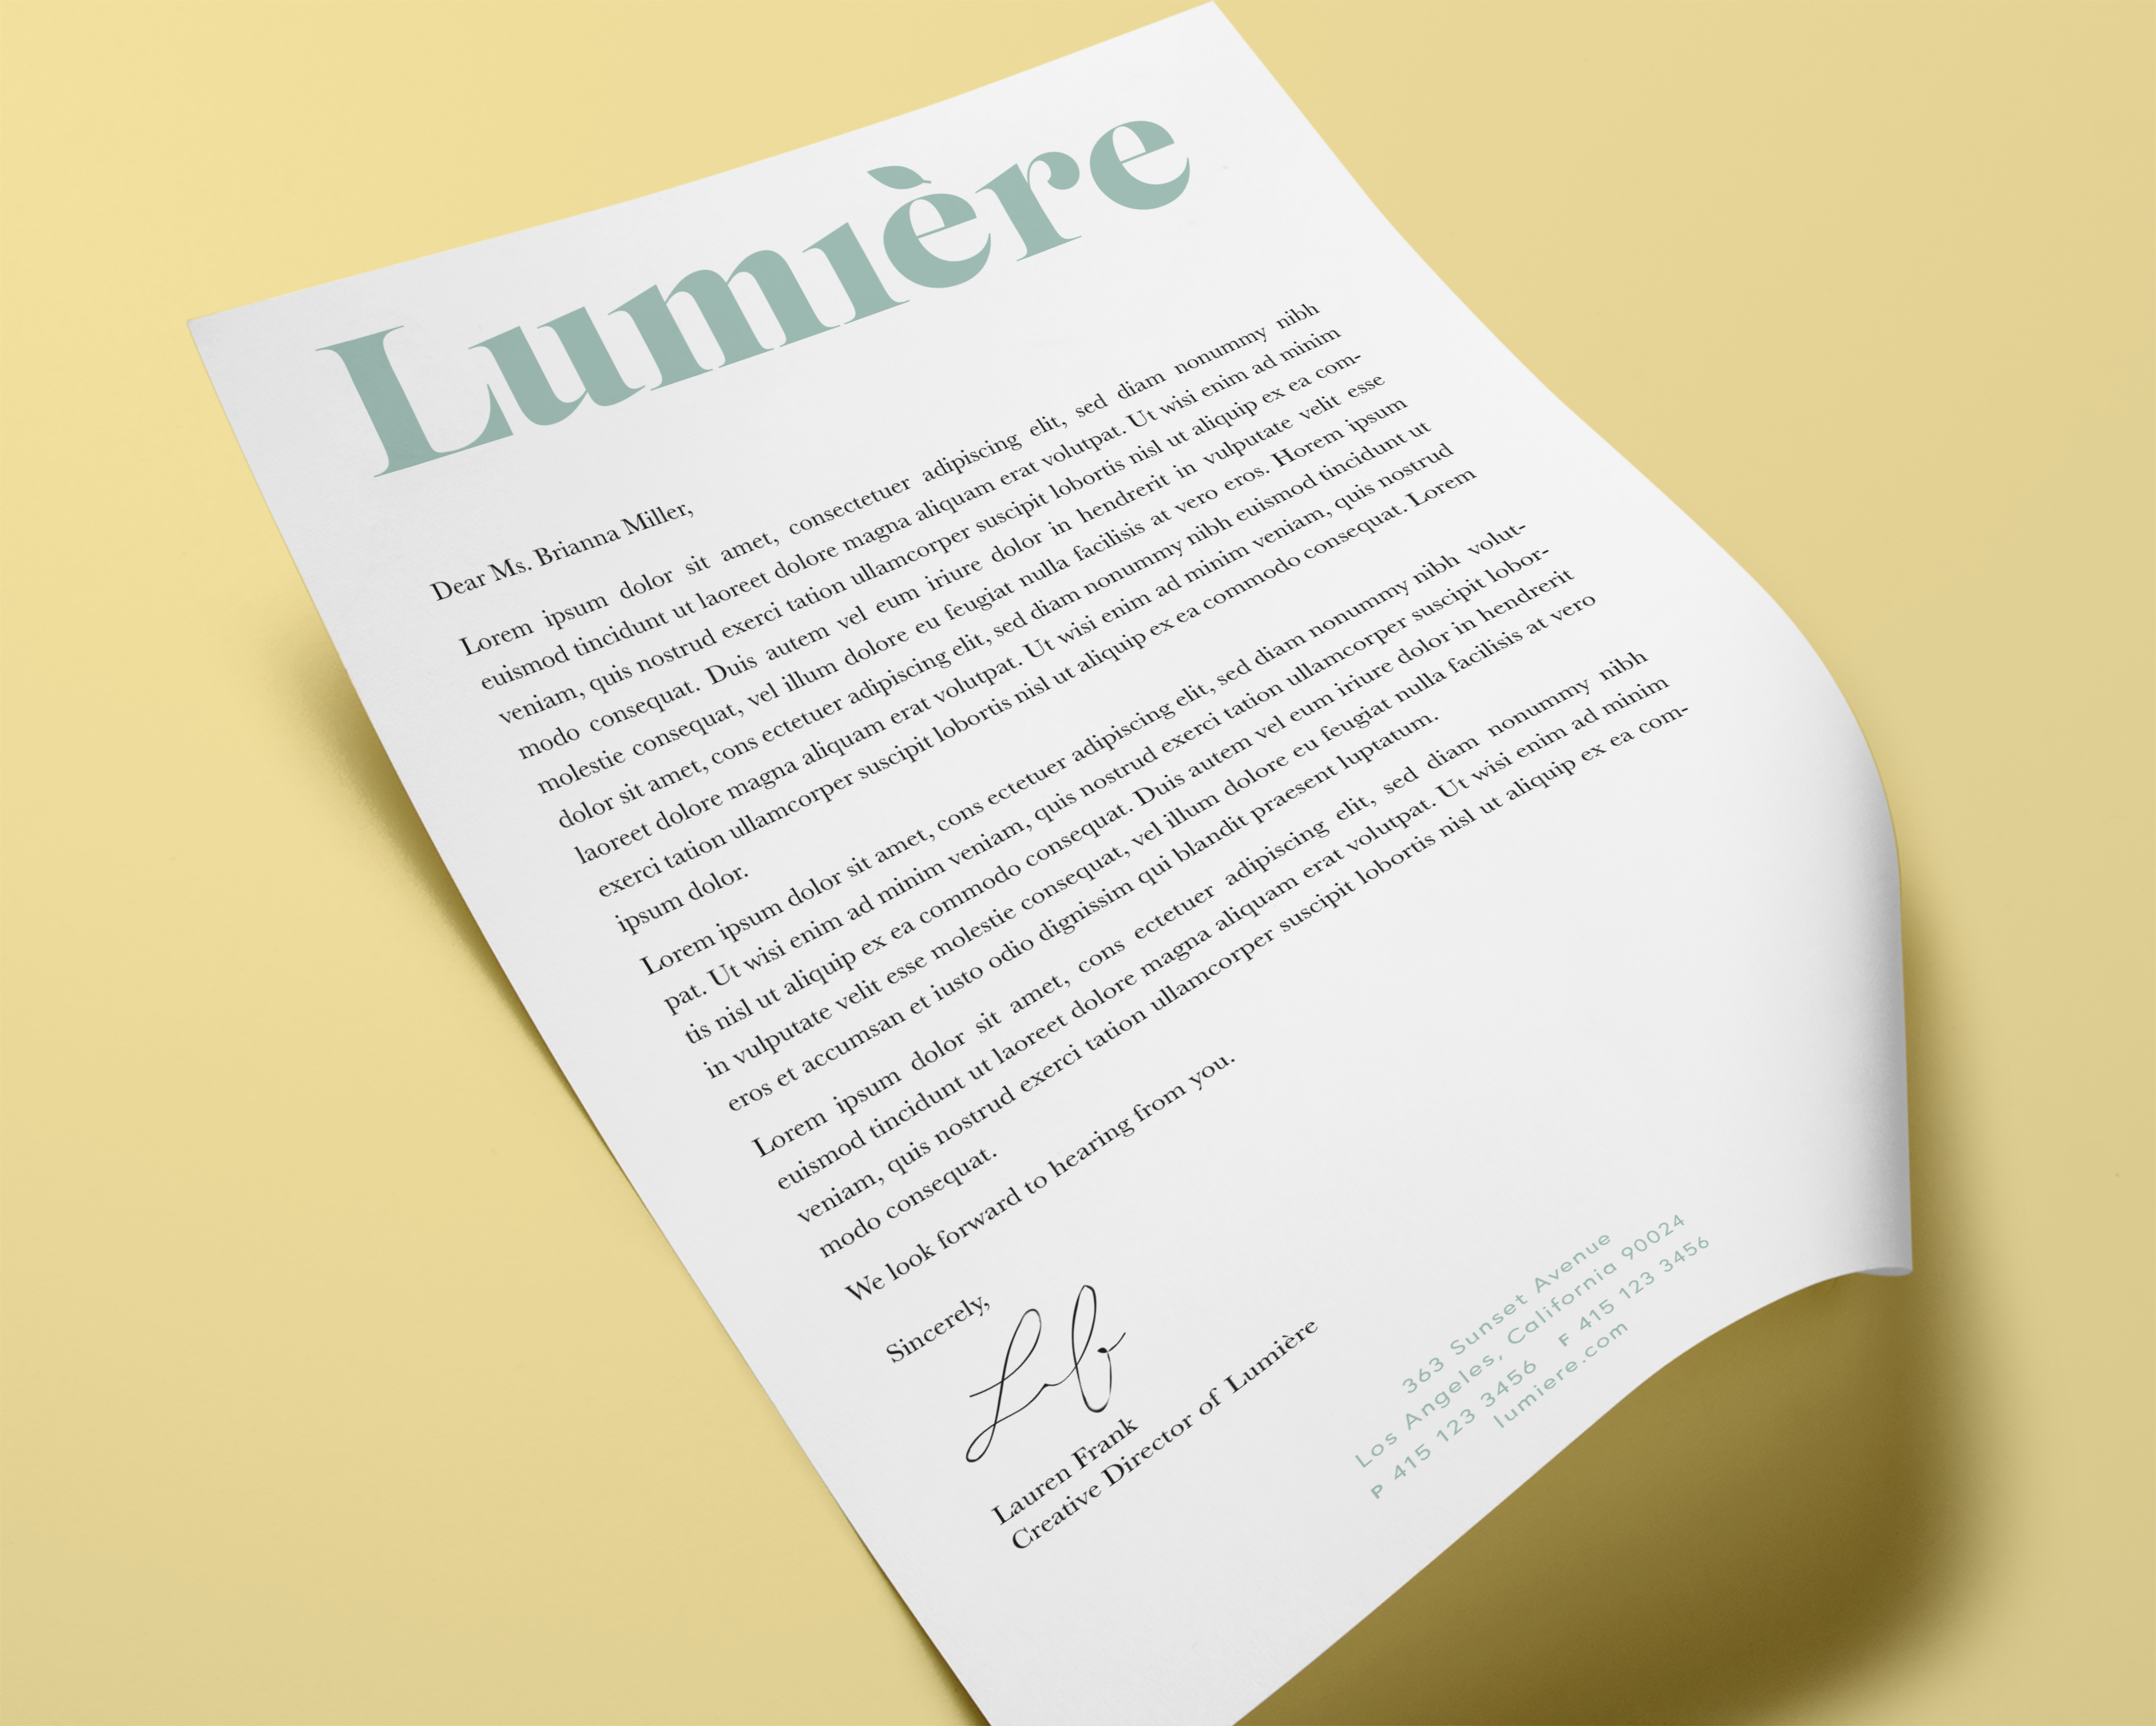 Lumière
Dear Ms. Brianna Miller,
Lorem ipsum dolor sit amet, consectetuer adipiscing elit, sed diam nonummy nibh
euismod tincidunt ut laoreet dolore magna aliquam erat volutpat. Ut wisi enim ad minim
veniam, quis nostrud exerci tation ullamcorper suscipit lobortis nisl ut aliquip ex ea com-
modo consequat. Duis autem vel eum iriure dolor in hendrerit in vulputate velit esse
molestie consequat, vel illum dolore eu feugiat nulla facilisis at vero eros. Horem ipsum
dolor sit amet, cons ectetuer adipiscing elit, sed diam nonummy nibh euismod tincidunt ut
laoreet dolore magna aliquam erat volutpat. Ut wisi enim ad minim veniam, quis nostrud
exerci tation ullamcorper suscipit lobortis nisl ut aliquip ex ea commodo consequat. Lorem
ipsum dolor.
Lorem ipsum dolor sit amet, cons ectetuer adipiscing elit, sed diam nonummy nibh volut-
pat. Ut wisi enim ad minim veniam, quis nostrud exerci tation ullamcorper suscipit lobor-
tis nisl ut aliquip ex ea commodo consequat. Duis autem vel eum iriure dolor in hendrerit
in vulputate velit esse molestie consequat, vel illum dolore eu feugiat nulla facilisis at vero
eros et accumsan et iusto odio dignissim qui blandit praesent luptatum.
Lorem ipsum dolor sit amet, cons ectetuer adipiscing elit, sed diam nonummy nibh
euismod tincidunt ut laoreet dolore magna aliquam erat volutpat. Ut wisi enim ad minim
veniam, quis nostrud exerci tation ullamcorper suscipit lobortis nisl ut aliquip ex ea com-
modo consequat.
We look forward to hearing from you.
Sincerely,
Lauren Frank
Creative Director of Lumière
363 Sunset Avenue
Los Angeles, California 90024
P 415 123 3456 F 415 123 3456
lumiere.com